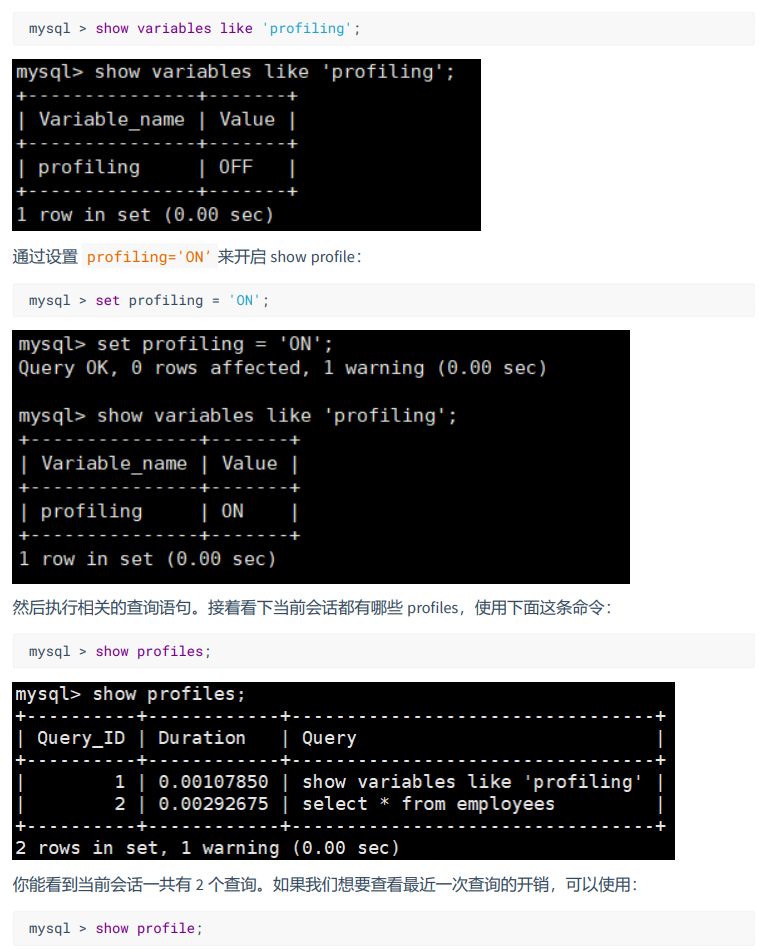 mysql > show variables like 'profiling';
mysql> show variables like 'profiling';
+---------------+-------+
| Variable_name | Value |
+---------------+-------+
| profiling     | OFF   |
+---------------+-------+
1 row in set (0.00 sec)
通过设置 profiling='ON’ 来开启 show profile：
mysql > set profiling = 'ON';
mysql> set profiling = 'ON';
Query OK, 0 rows affected, 1 warning (0.00 sec)
mysql> show variables like 'profiling';
+---------------+-------+
| Variable_name | Value |
+---------------+-------+
| profiling     | ON    |
+---------------+-------+
1 row in set (0.00 sec)
然后执行相关的查询语句。接着看下当前会话都有哪些 profiles，使用下面这条命令：
mysql > show profiles;
mysql> show profiles;
+----------+------------+---------------------------------+
| Query_ID | Duration   | Query                           |
+----------+------------+---------------------------------+
|        1 | 0.00107850 | show variables like 'profiling' |
|        2 | 0.00292675 | select * from employees         |
+----------+------------+---------------------------------+
2 rows in set, 1 warning (0.00 sec)
你能看到当前会话一共有 2 个查询。如果我们想要查看最近一次查询的开销，可以使用：
mysql > show profile;